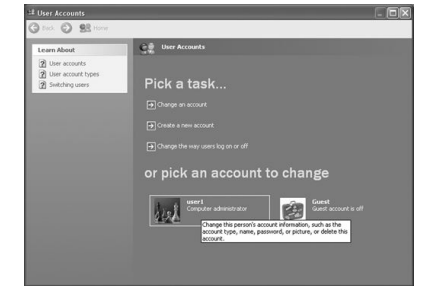 User Accounts
Back Home
Learn About
User accounts
User account types
Switching users
User Accounts
Pick a task...
Change an account
Create a new account
Change the way users log on or off
or pick an account to change
user1
Computer administrator
Guest
Guest account is off
Change this person's account information, such as the
account type, name, password, or picture, or delete this
account.